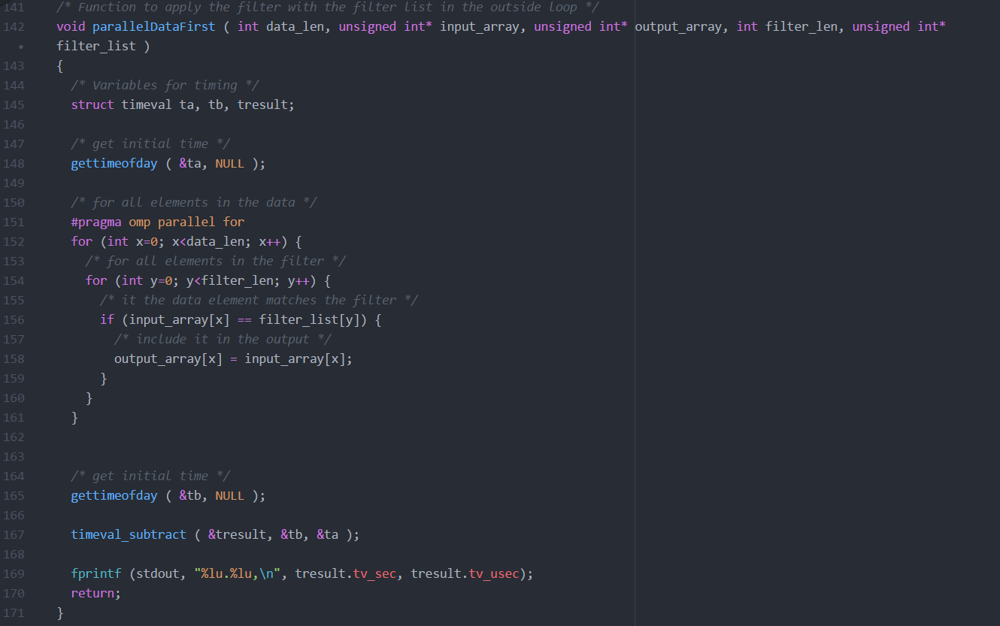 141 /* Function to apply the filter with the filter list in the outside loop */
142 void parallelDataFirst ( int data_len, unsigned int* input_array, unsigned int* output_array, int filter_len, unsigned int*
• filter_list )
143 {
144   /* Variables for timing */
145   struct timeval ta, tb, tresult;
146
147   /* get initial time */
148   gettimeofday ( &ta, NULL );
149
150   /* for all elements in the data */
151   #pragma omp parallel for
152   for (int x=0; x<data_len; x++) {
153     /* for all elements in the filter */
154     for (int y=0; y<filter_len; y++) {
155       /* it the data element matches the filter */
156       if (input_array[x] == filter_list[y]) {
157         /* include it in the output */
158         output_array[x] = input_array[x];
159       }
160     }
161   }
162
163
164   /* get initial time */
165   gettimeofday ( &tb, NULL );
166
167   timeval_subtract ( &tresult, &tb, &ta );
168
169   fprintf (stdout, "%lu.%lu,\n", tresult.tv_sec, tresult.tv_usec);
170   return;
171 }